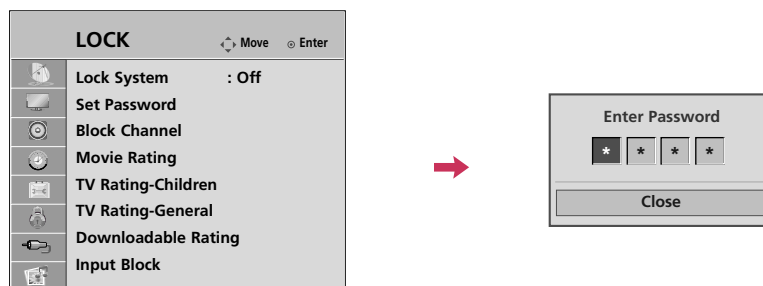 LOCK
Move
Enter
Lock System : Off
Set Password
Block Channel
Movie Rating
TV Rating-Children
TV Rating-General
Downloadable Rating
Input Block
Enter Password
* * * *
Close